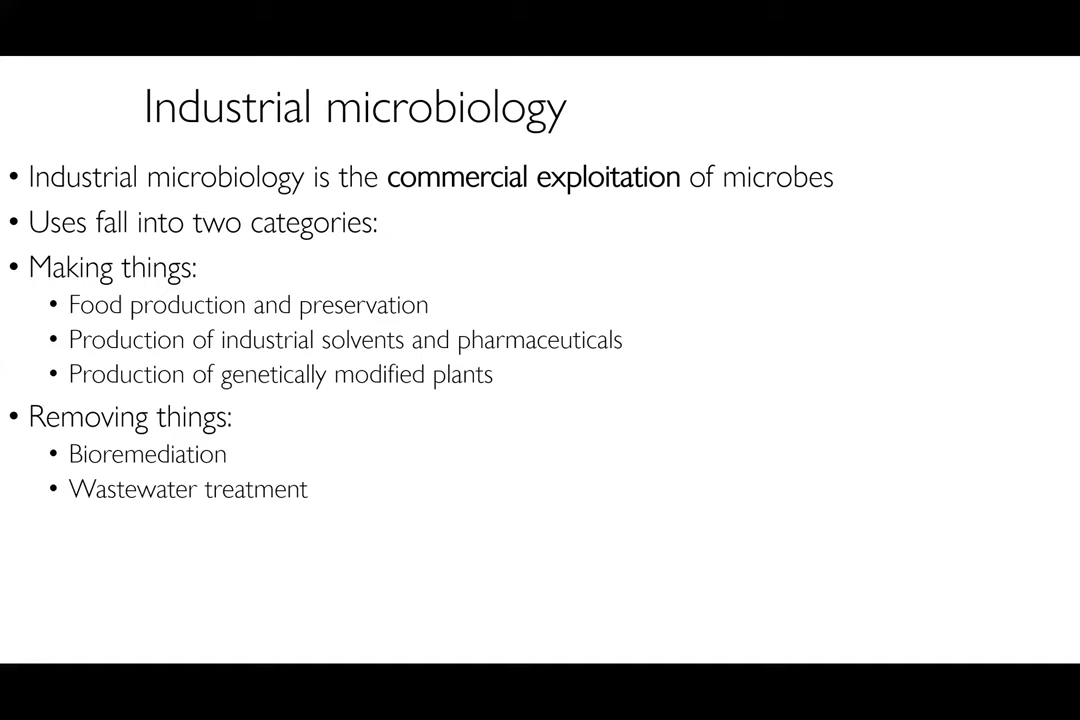 Industrial microbiology
• Industrial microbiology is the commercial exploitation of microbes
• Uses fall into two categories:
• Making things:
• Food production and preservation
• Production of industrial solvents and pharmaceuticals
• Production of genetically modified plants
• Removing things:
• Bioremediation
• Wastewater treatment